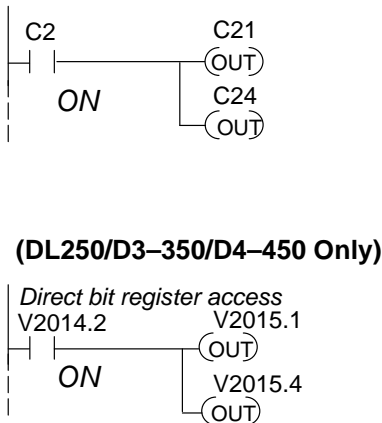 C2 C21
OUT
ON C24
OUT
(DL250/D3–350/D4–450 Only)
Direct bit register access
V2014.2 V2015.1
OUT
ON V2015.4
OUT